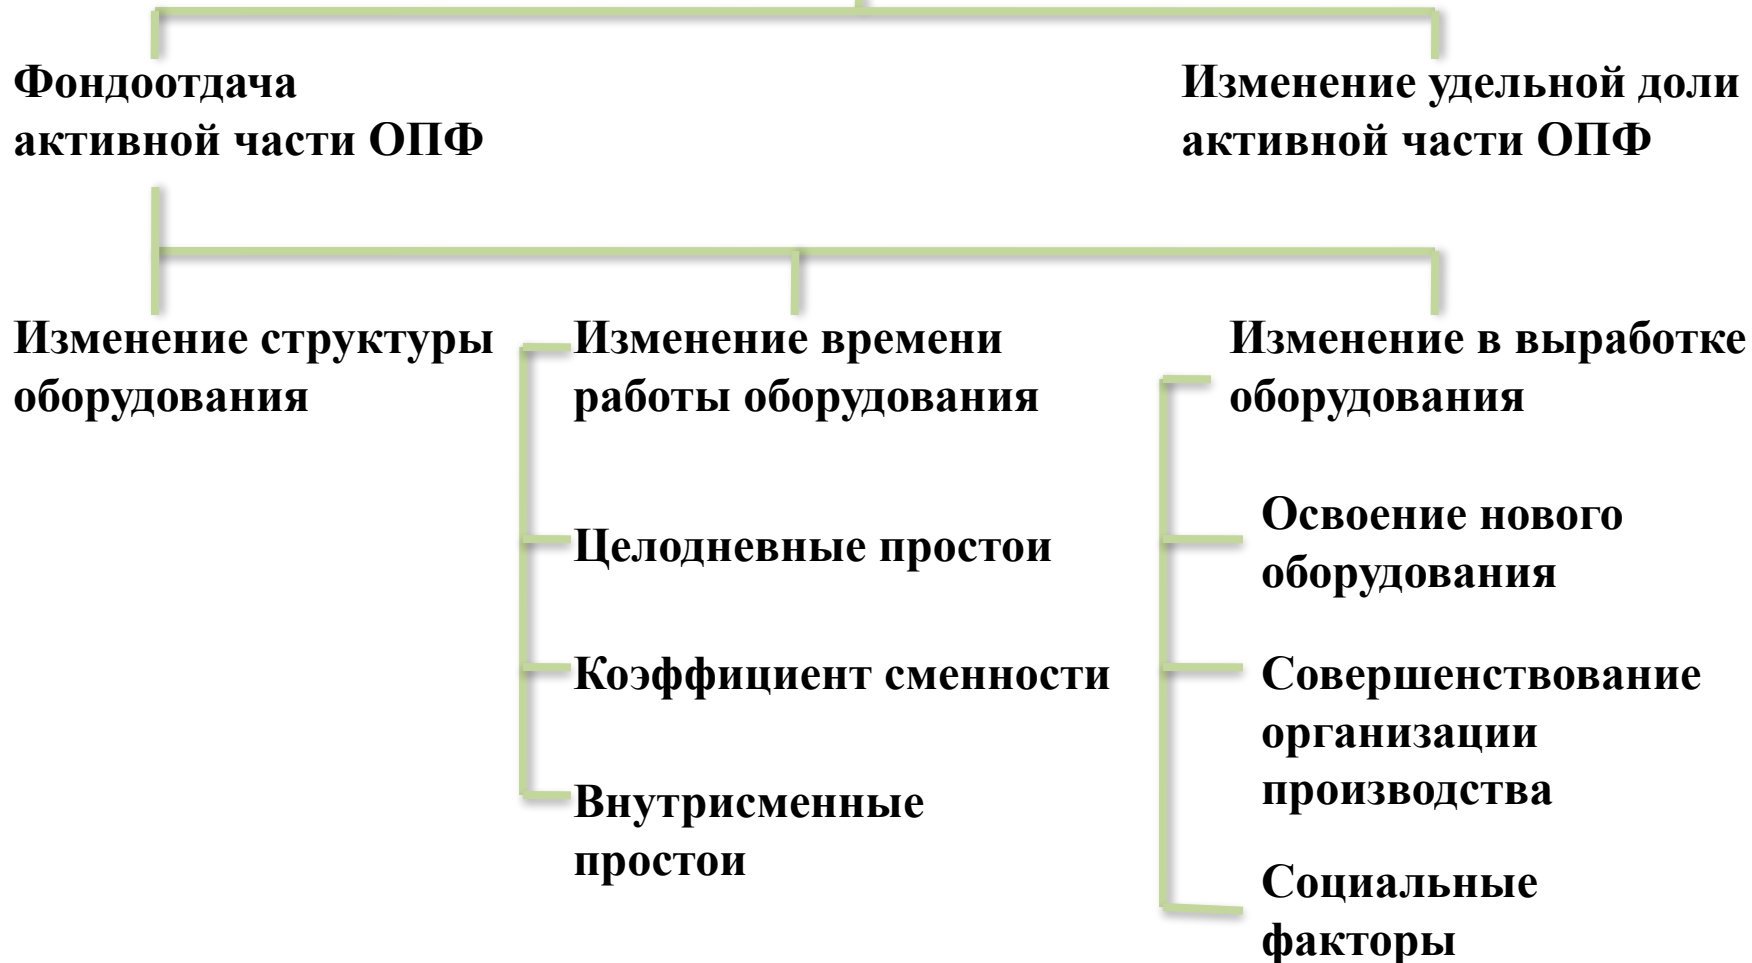 Фондоотдача
активной части ОПФ
Изменение удельной доли
активной части ОПФ
Изменение структуры
оборудования
Изменение времени
работы оборудования
Целодневные простои
Коэффициент сменности
Внутрисменные
простои
Изменение в выработке
оборудования
Освоение нового
оборудования
Совершенствование
организации
производства
Социальные
факторы